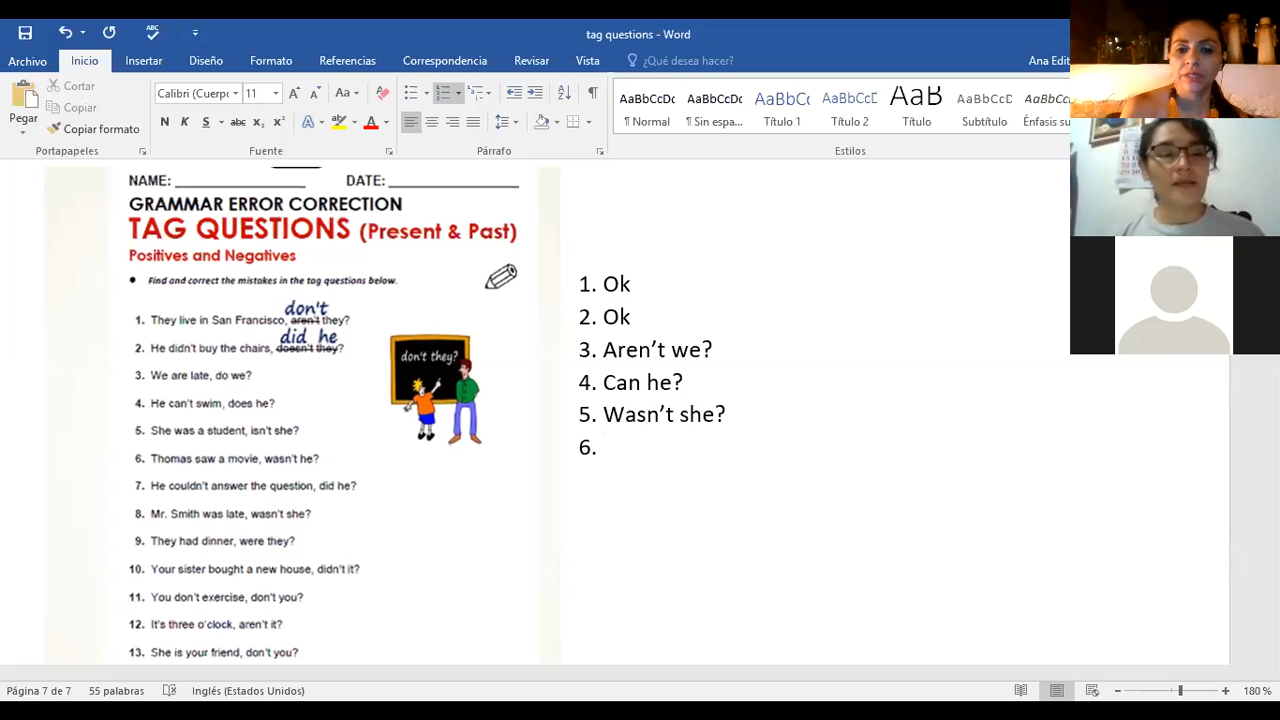 tag questions - Word
Archivo Inicio Insertar Diseño Formato Referencias Correspondencia Revisar Vista ¿Qué desea hacer? Ana Edit
Pegar
Cortar
Copiar
Copiar formato
Portapapeles
Calibri (Cuerpo 11
Fuente
Párrafo
AaBbCcDc AaBbCcDc AaBbCc AaBbCcD AaB AaBbCcD AaBbCcD
¶ Normal ¶ Sin espa... Título 1 Título 2 Título Subtítulo Énfasis su
Estilos
NAME: DATE:
GRAMMAR ERROR CORRECTION
TAG QUESTIONS (Present & Past)
Positives and Negatives
Find and correct the mistakes in the tag questions below.
don't
1. They live in San Francisco, aren't they?
did he
2. He didn't buy the chairs, doesn't they?
3. We are late, do we?
4. He can't swim, does he?
5. She was a student, isn't she?
6. Thomas saw a movie, wasn't he?
7. He couldn't answer the question, did he?
8. Mr. Smith was late, wasn't she?
9. They had dinner, were they?
10. Your sister bought a new house, didn't it?
11. You don't exercise, don't you?
12. It's three o'clock, aren't it?
13. She is your friend, don't you?
don't they?
1. Ok
2. Ok
3. Aren't we?
4. Can he?
5. Wasn't she?
6.
Página 7 de 7 55 palabras Inglés (Estados Unidos) 180 %